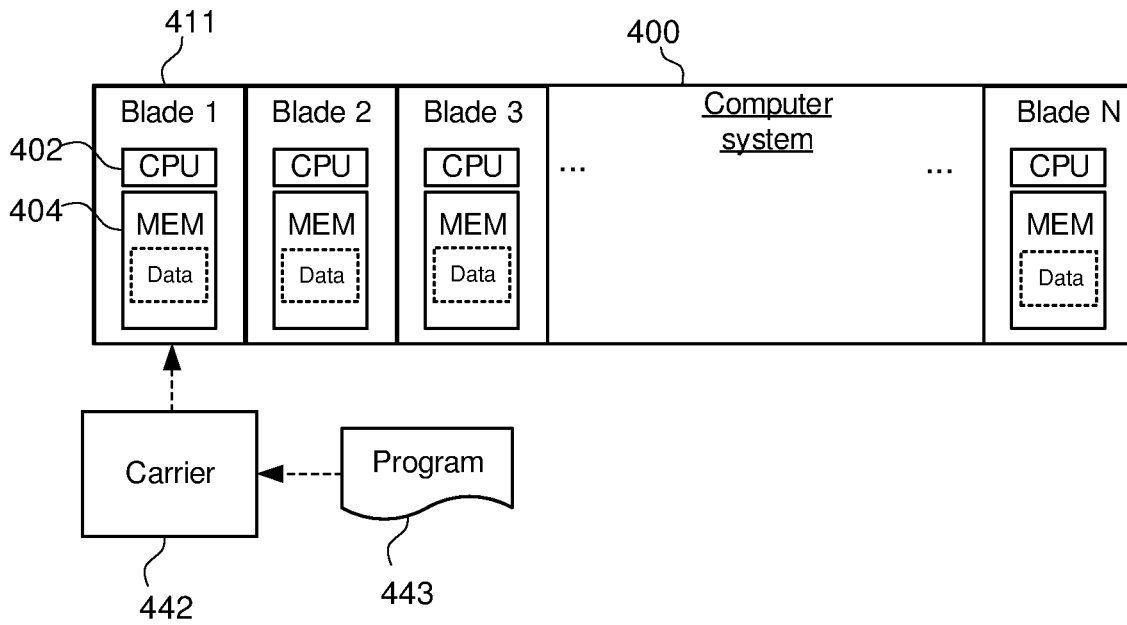 411
400
Blade 1
Blade 2
Blade 3
Computer
system
Blade N
402
CPU
CPU
CPU
...
...
CPU
404
MEM
MEM
MEM
MEM
Data
Data
Data
Data
Carrier
Program
442
443